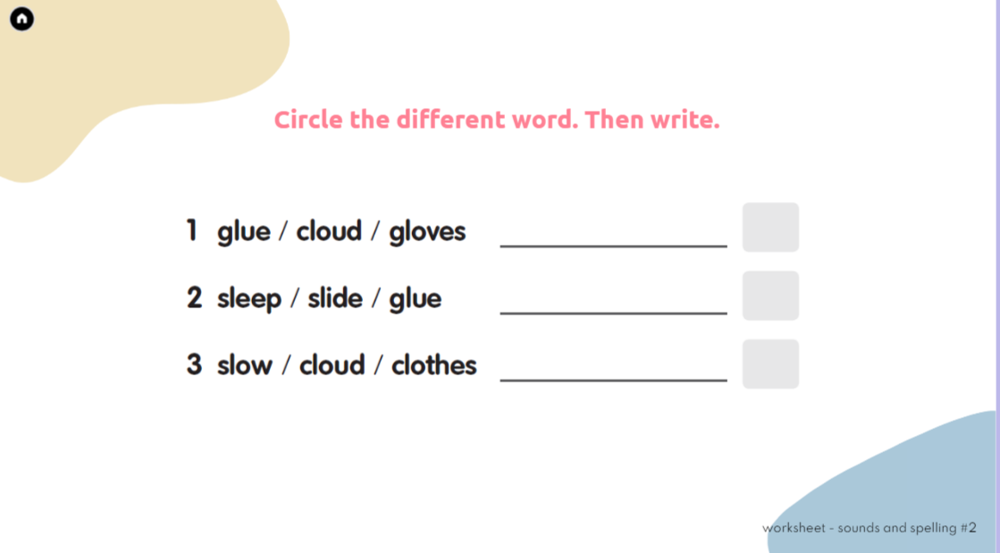 Circle the different word. Then write.
1 glue / cloud / gloves
2 sleep / slide / glue
3 slow / cloud / clothes
worksheet - sounds and spelling #2